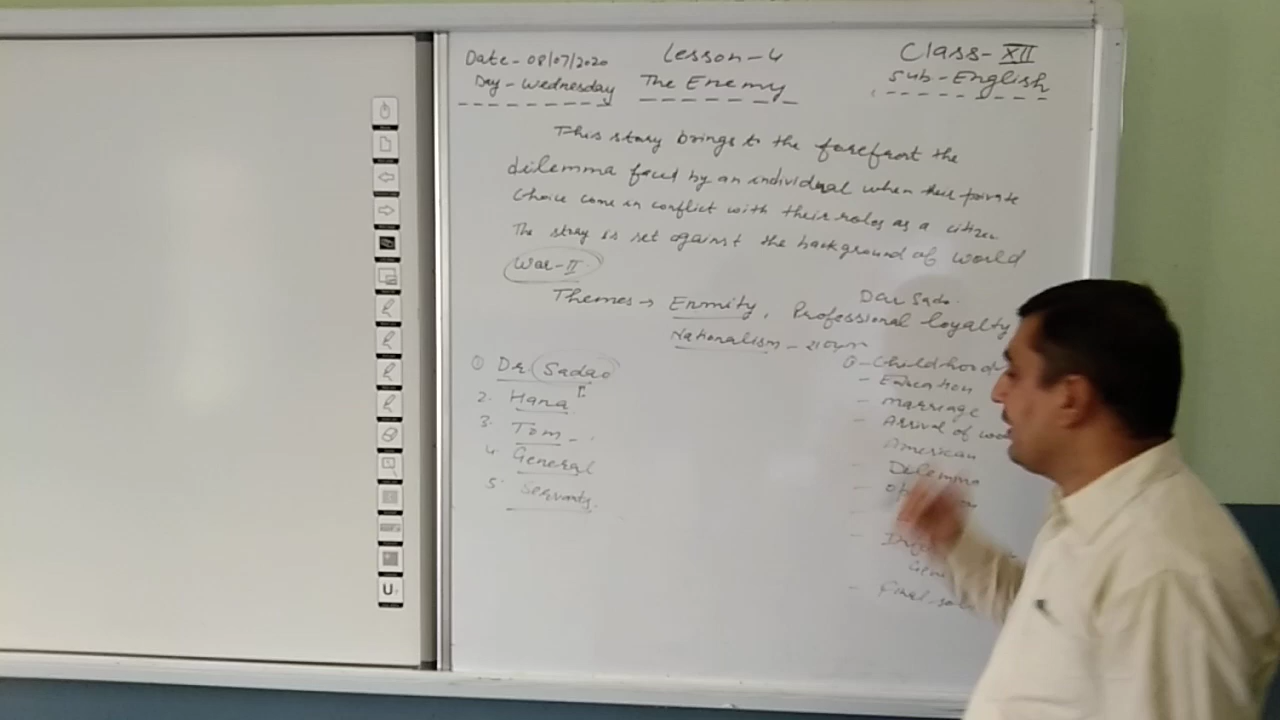 Date - 08/07/2020
Day - Wednesday
Lesson - 4
The Enemy
Class - XII
Sub - English
This story brings to the forefront the
dilemma faced by an individual when their private
choice come in conflict with their roles as a citizen
The story is set against the background of world
War - II
Themes → Enmity, Professional loyalty
Nationalism -
① Dr. Sadao
2. Hana
3. Tom -
4. General
5. Servants.
Childhood
- Education
- Marriage
- Arrival of
American
- Dilemma
- Final